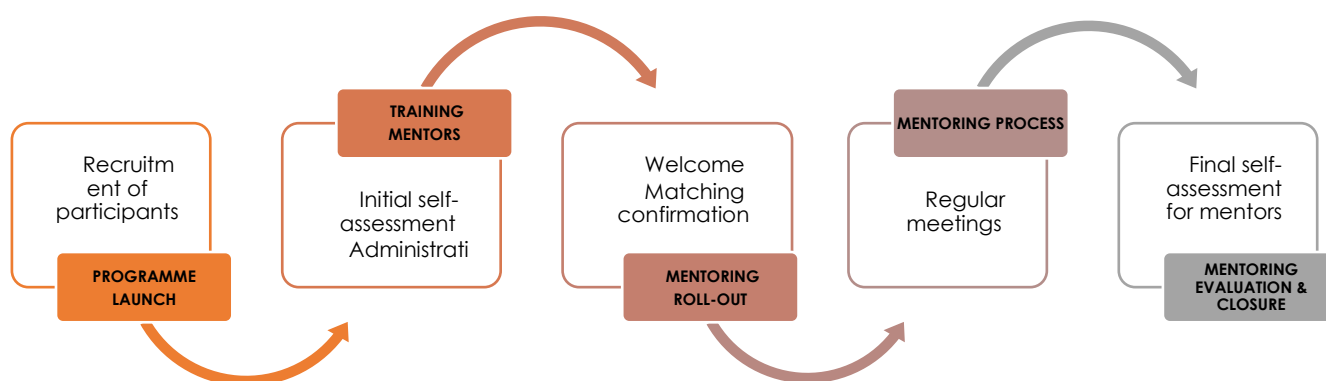 Recruitm
ent of
participants
PROGRAMME
LAUNCH
TRAINING
MENTORS
Initial self-
assessment
Administrati
Welcome
Matching
confirmation
MENTORING
ROLL-OUT
MENTORING PROCESS
Regular
meetings
Final self-
assessment
for mentors
MENTORING
EVALUATION &
CLOSURE